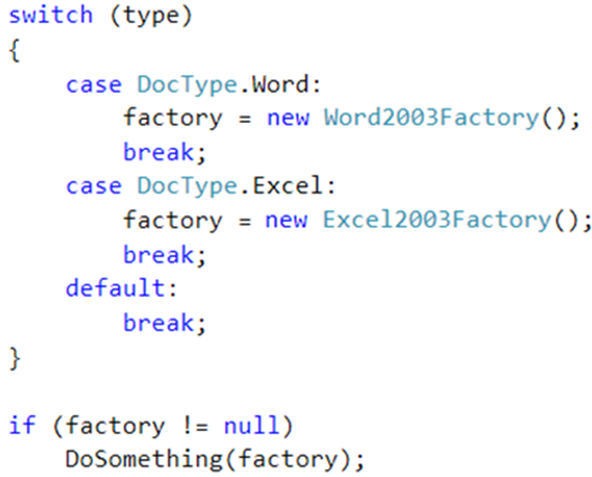 switch (type)
{
    case DocType.Word:
        factory = new Word2003Factory();
        break;
    case DocType.Excel:
        factory = new Excel2003Factory();
        break;
    default:
        break;
}

if (factory != null)
    DoSomething(factory);